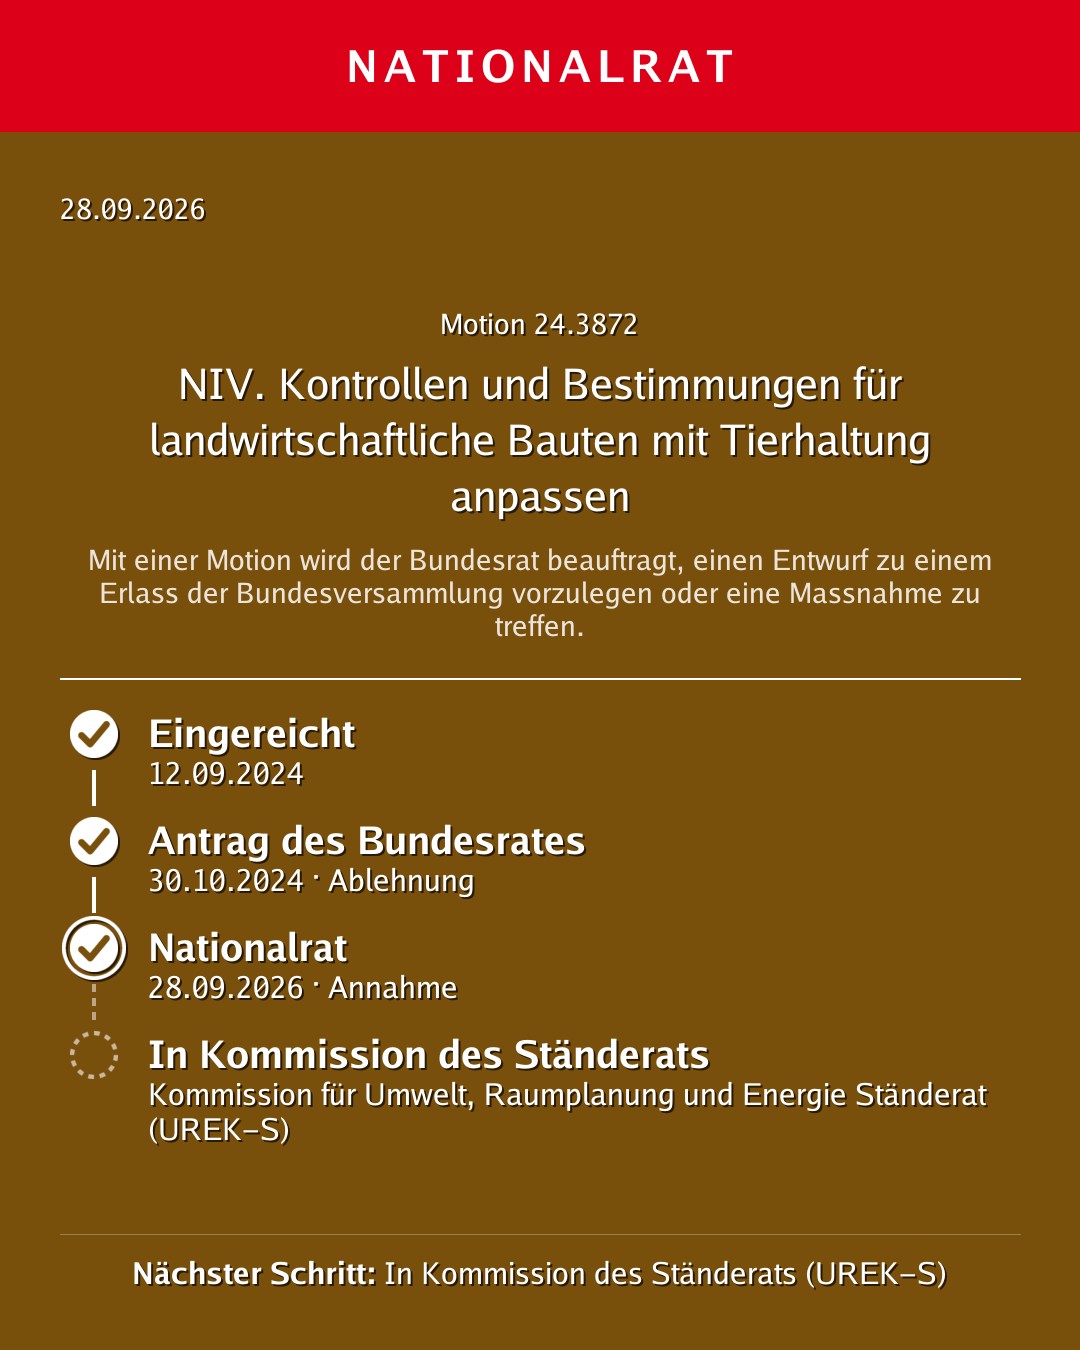 NATIONALRAT
28.09.2026
Motion 24.3872
NIV. Kontrollen und Bestimmungen für
landwirtschaftliche Bauten mit Tierhaltung
anpassen
Mit einer Motion wird der Bundesrat beauftragt, einen Entwurf zu einem
Erlass der Bundesversammlung vorzulegen oder eine Massnahme zu
treffen.
Eingereicht
12.09.2024
Antrag des Bundesrates
30.10.2024 · Ablehnung
Nationalrat
28.09.2026 · Annahme
In Kommission des Ständerats
Kommission für Umwelt, Raumplanung und Energie Ständerat
(UREK-S)
Nächster Schritt: In Kommission des Ständerats (UREK-S)